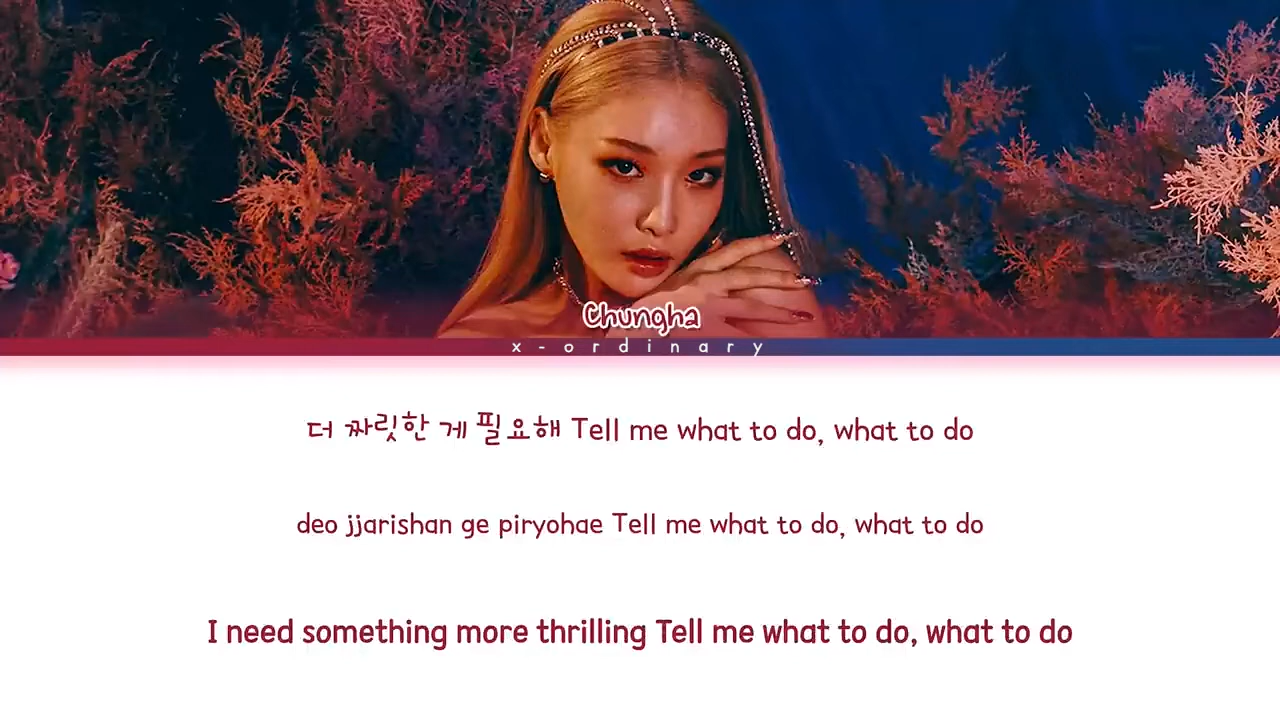 Chungha
x-ordinary
더 짜릿한 게 필요해 Tell me what to do, what to do
deo jjarishan ge piryohae Tell me what to do, what to do
I need something more thrilling Tell me what to do, what to do